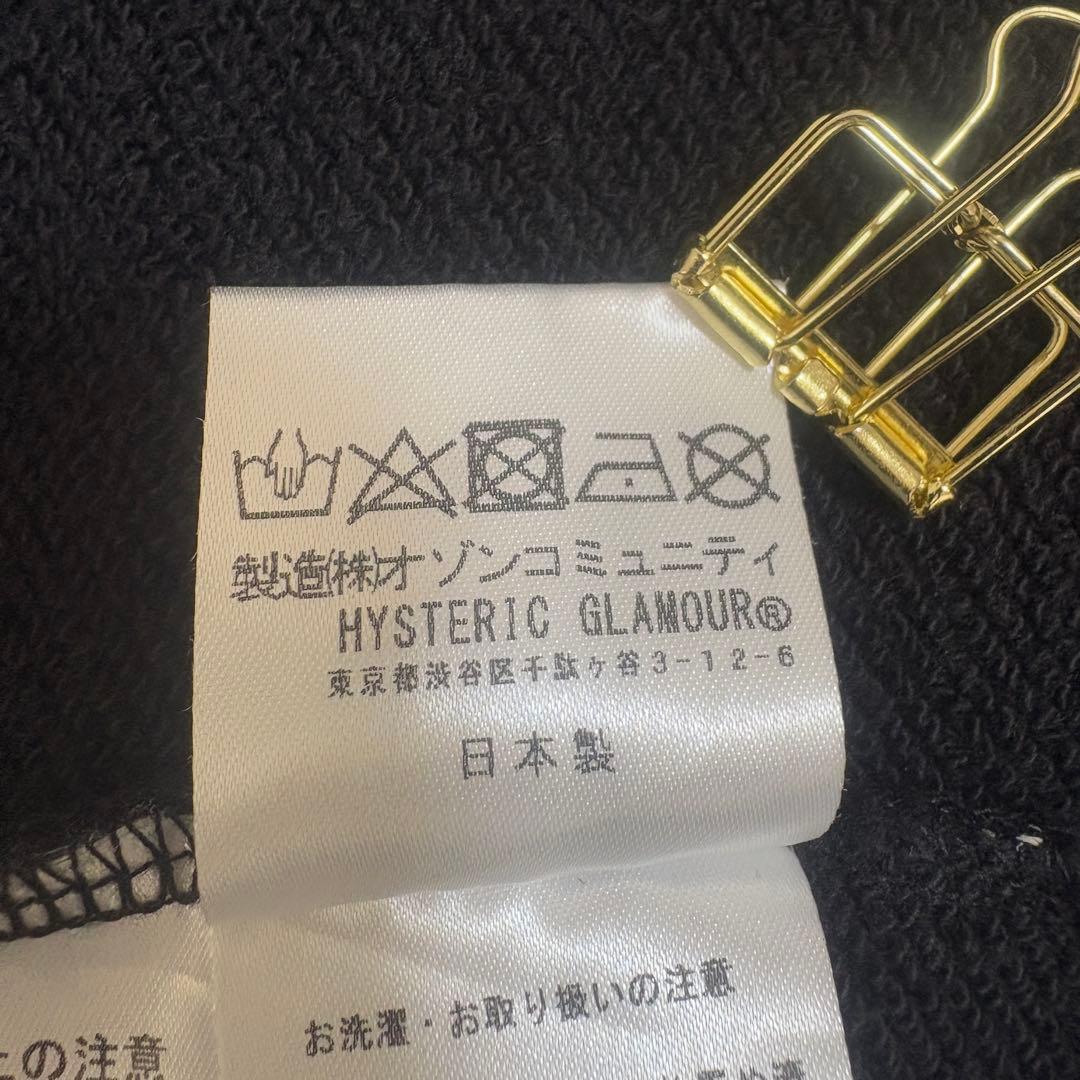 製造(株)オゾンコミュニティ
HYSTERIC GLAMOUR®
東京都渋谷区千駄ヶ谷3-12-6
日本製
お洗濯・お取り扱いの注意
の注意